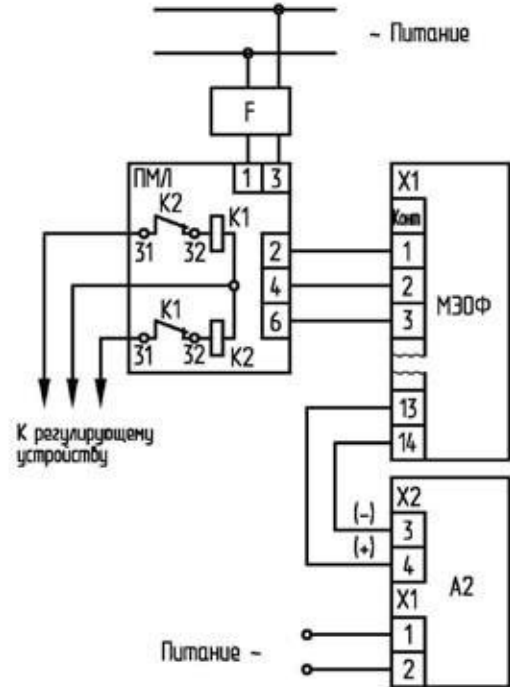 ~ Питание
F
ПМЛ
1 3
К2
К1
31 32
2
4
6
К1
31 32
К2
К регулирующему
устройству
Х1
Конт
1
2
3
МЭОФ
13
14
Х2
(-) 3
(+) 4
А2
Х1
1
2
Питание ~